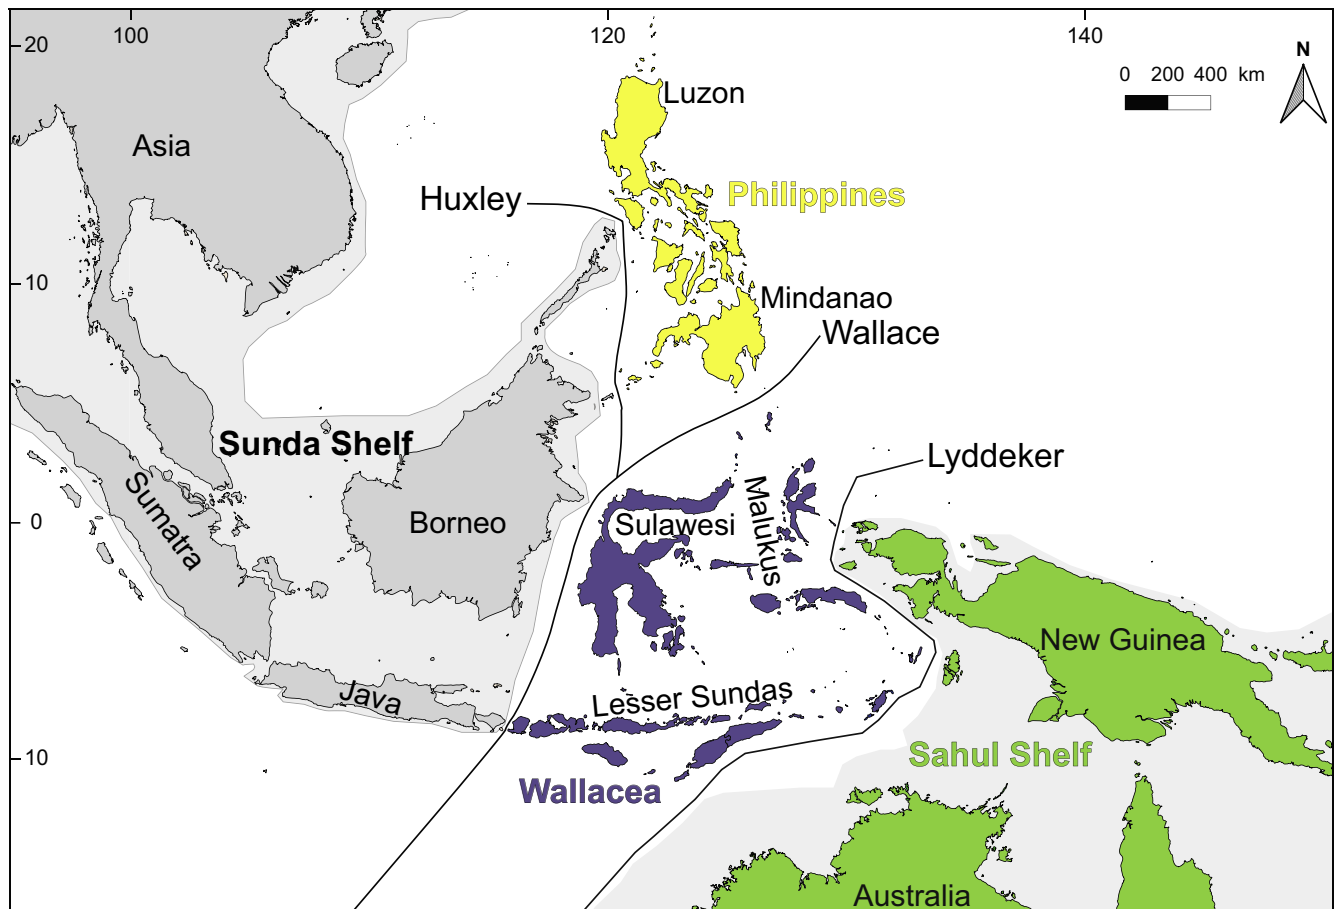 100
120
140
20
0 200 400 km
N
Luzon
Asia
Philippines
Huxley
10
Mindanao
Wallace
Sunda Shelf
Lyddeker
Sumatra
Malukus
0
Borneo
Sulawesi
New Guinea
Java
Lesser Sundas
10
Sahul Shelf
Wallacea
Australia